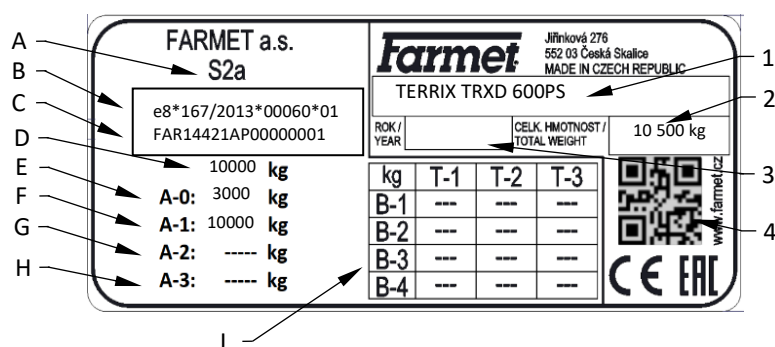 A
B
C
D
E
F
G
H
I
FARMET a.s.
S2a
e8*167/2013*00060*01
FAR14421AP00000001
10000 kg
A-0: 3000 kg
A-1: 10000 kg
A-2: ----- kg
A-3: ----- kg
Farmet
Jiřinková 276
552 03 Česká Skalice
MADE IN CZECH REPUBLIC
TERRIX TRXD 600PS
ROK /
YEAR
CELK. HMOTNOST /
TOTAL WEIGHT
10 500 kg
kg T-1 T-2 T-3
B-1 --- --- ---
B-2 --- --- ---
B-3 --- --- ---
B-4 --- --- ---
www.farmet.cz
CE EAC
1
2
3
4